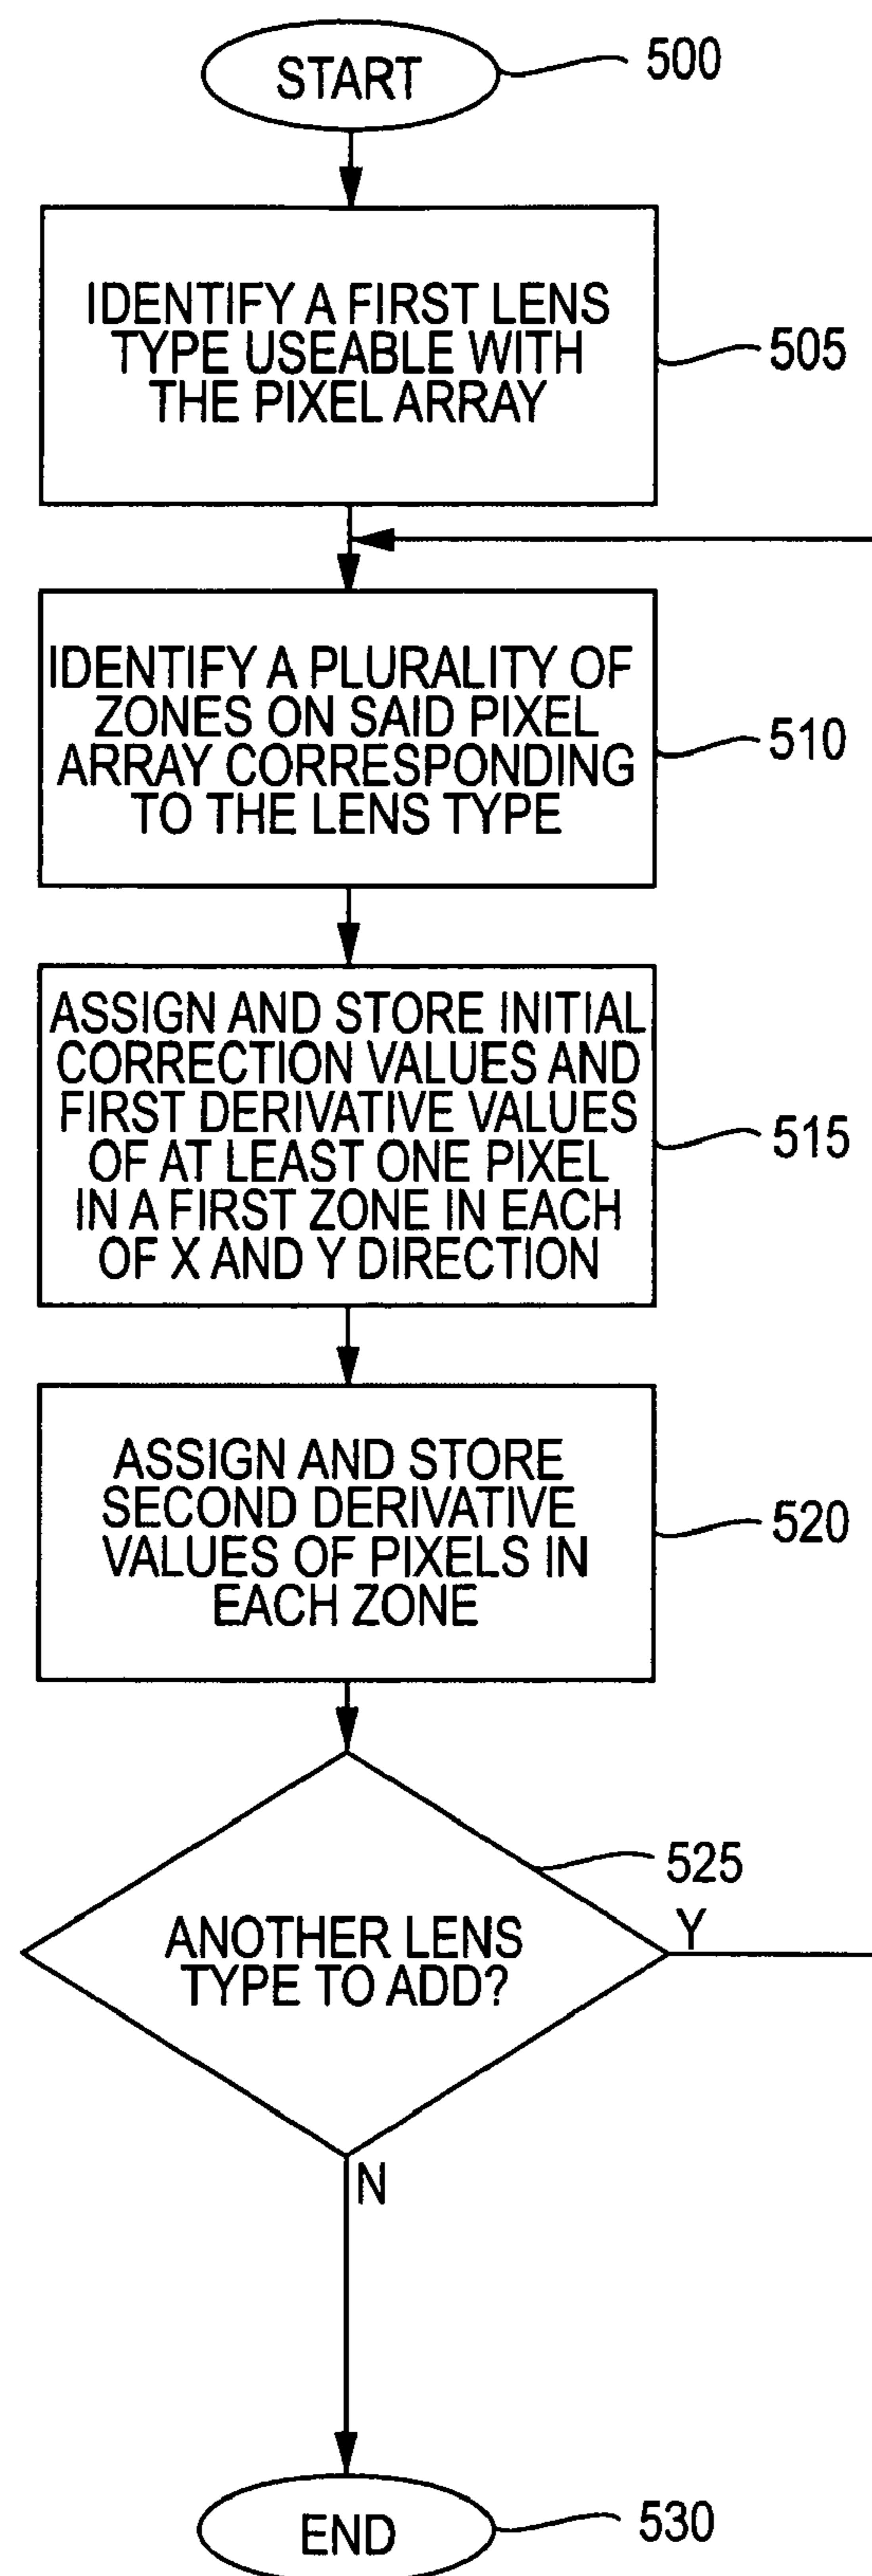 START
500
IDENTIFY A FIRST LENS
TYPE USEABLE WITH
THE PIXEL ARRAY
505
IDENTIFY A PLURALITY OF
ZONES ON SAID PIXEL
ARRAY CORRESPONDING
TO THE LENS TYPE
510
ASSIGN AND STORE INITIAL
CORRECTION VALUES AND
FIRST DERIVATIVE VALUES
OF AT LEAST ONE PIXEL
IN A FIRST ZONE IN EACH
OF X AND Y DIRECTION
515
ASSIGN AND STORE
SECOND DERIVATIVE
VALUES OF PIXELS IN
EACH ZONE
520
525
ANOTHER LENS
TYPE TO ADD?
Y
N
END
530